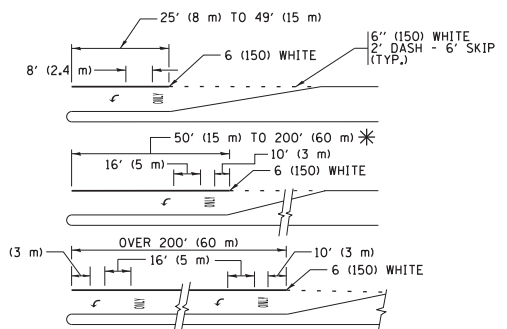 25' (8 m) TO 49' (15 m)
6 (150) WHITE
6" (150) WHITE
2' DASH - 6' SKIP
(TYP.)
8' (2.4 m)
ONLY
50' (15 m) TO 200' (60 m) *
16' (5 m)
10' (3 m)
6 (150) WHITE
ONLY
OVER 200' (60 m)
(3 m)
16' (5 m)
10' (3 m)
6 (150) WHITE
ONLY
ONLY